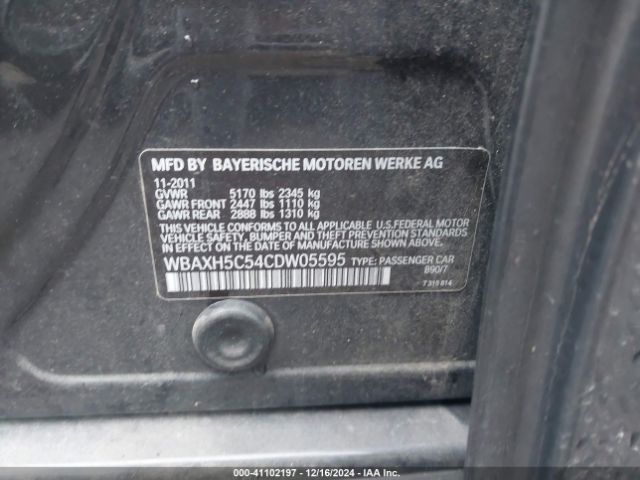 MFD BY BAYERISCHE MOTOREN WERKE AG
11-2011
GVWR 5170 lbs 2345 kg
GAWR FRONT 2447 lbs 1110 kg
GAWR REAR 2888 lbs 1310 kg
THIS VEHICLE CONFORMS TO ALL APPLICABLE U.S.FEDERAL MOTOR
VEHICLE SAFETY, BUMPER AND THEFT PREVENTION STANDARDS
IN EFFECT ON THE DATE OF MANUFACTURE SHOWN ABOVE.
WBAXH5C54CDW05595 TYPE: PASSENGER CAR
B90/7
7 315 814
000-41102197 / 12/16/2024 - IAA Inc.